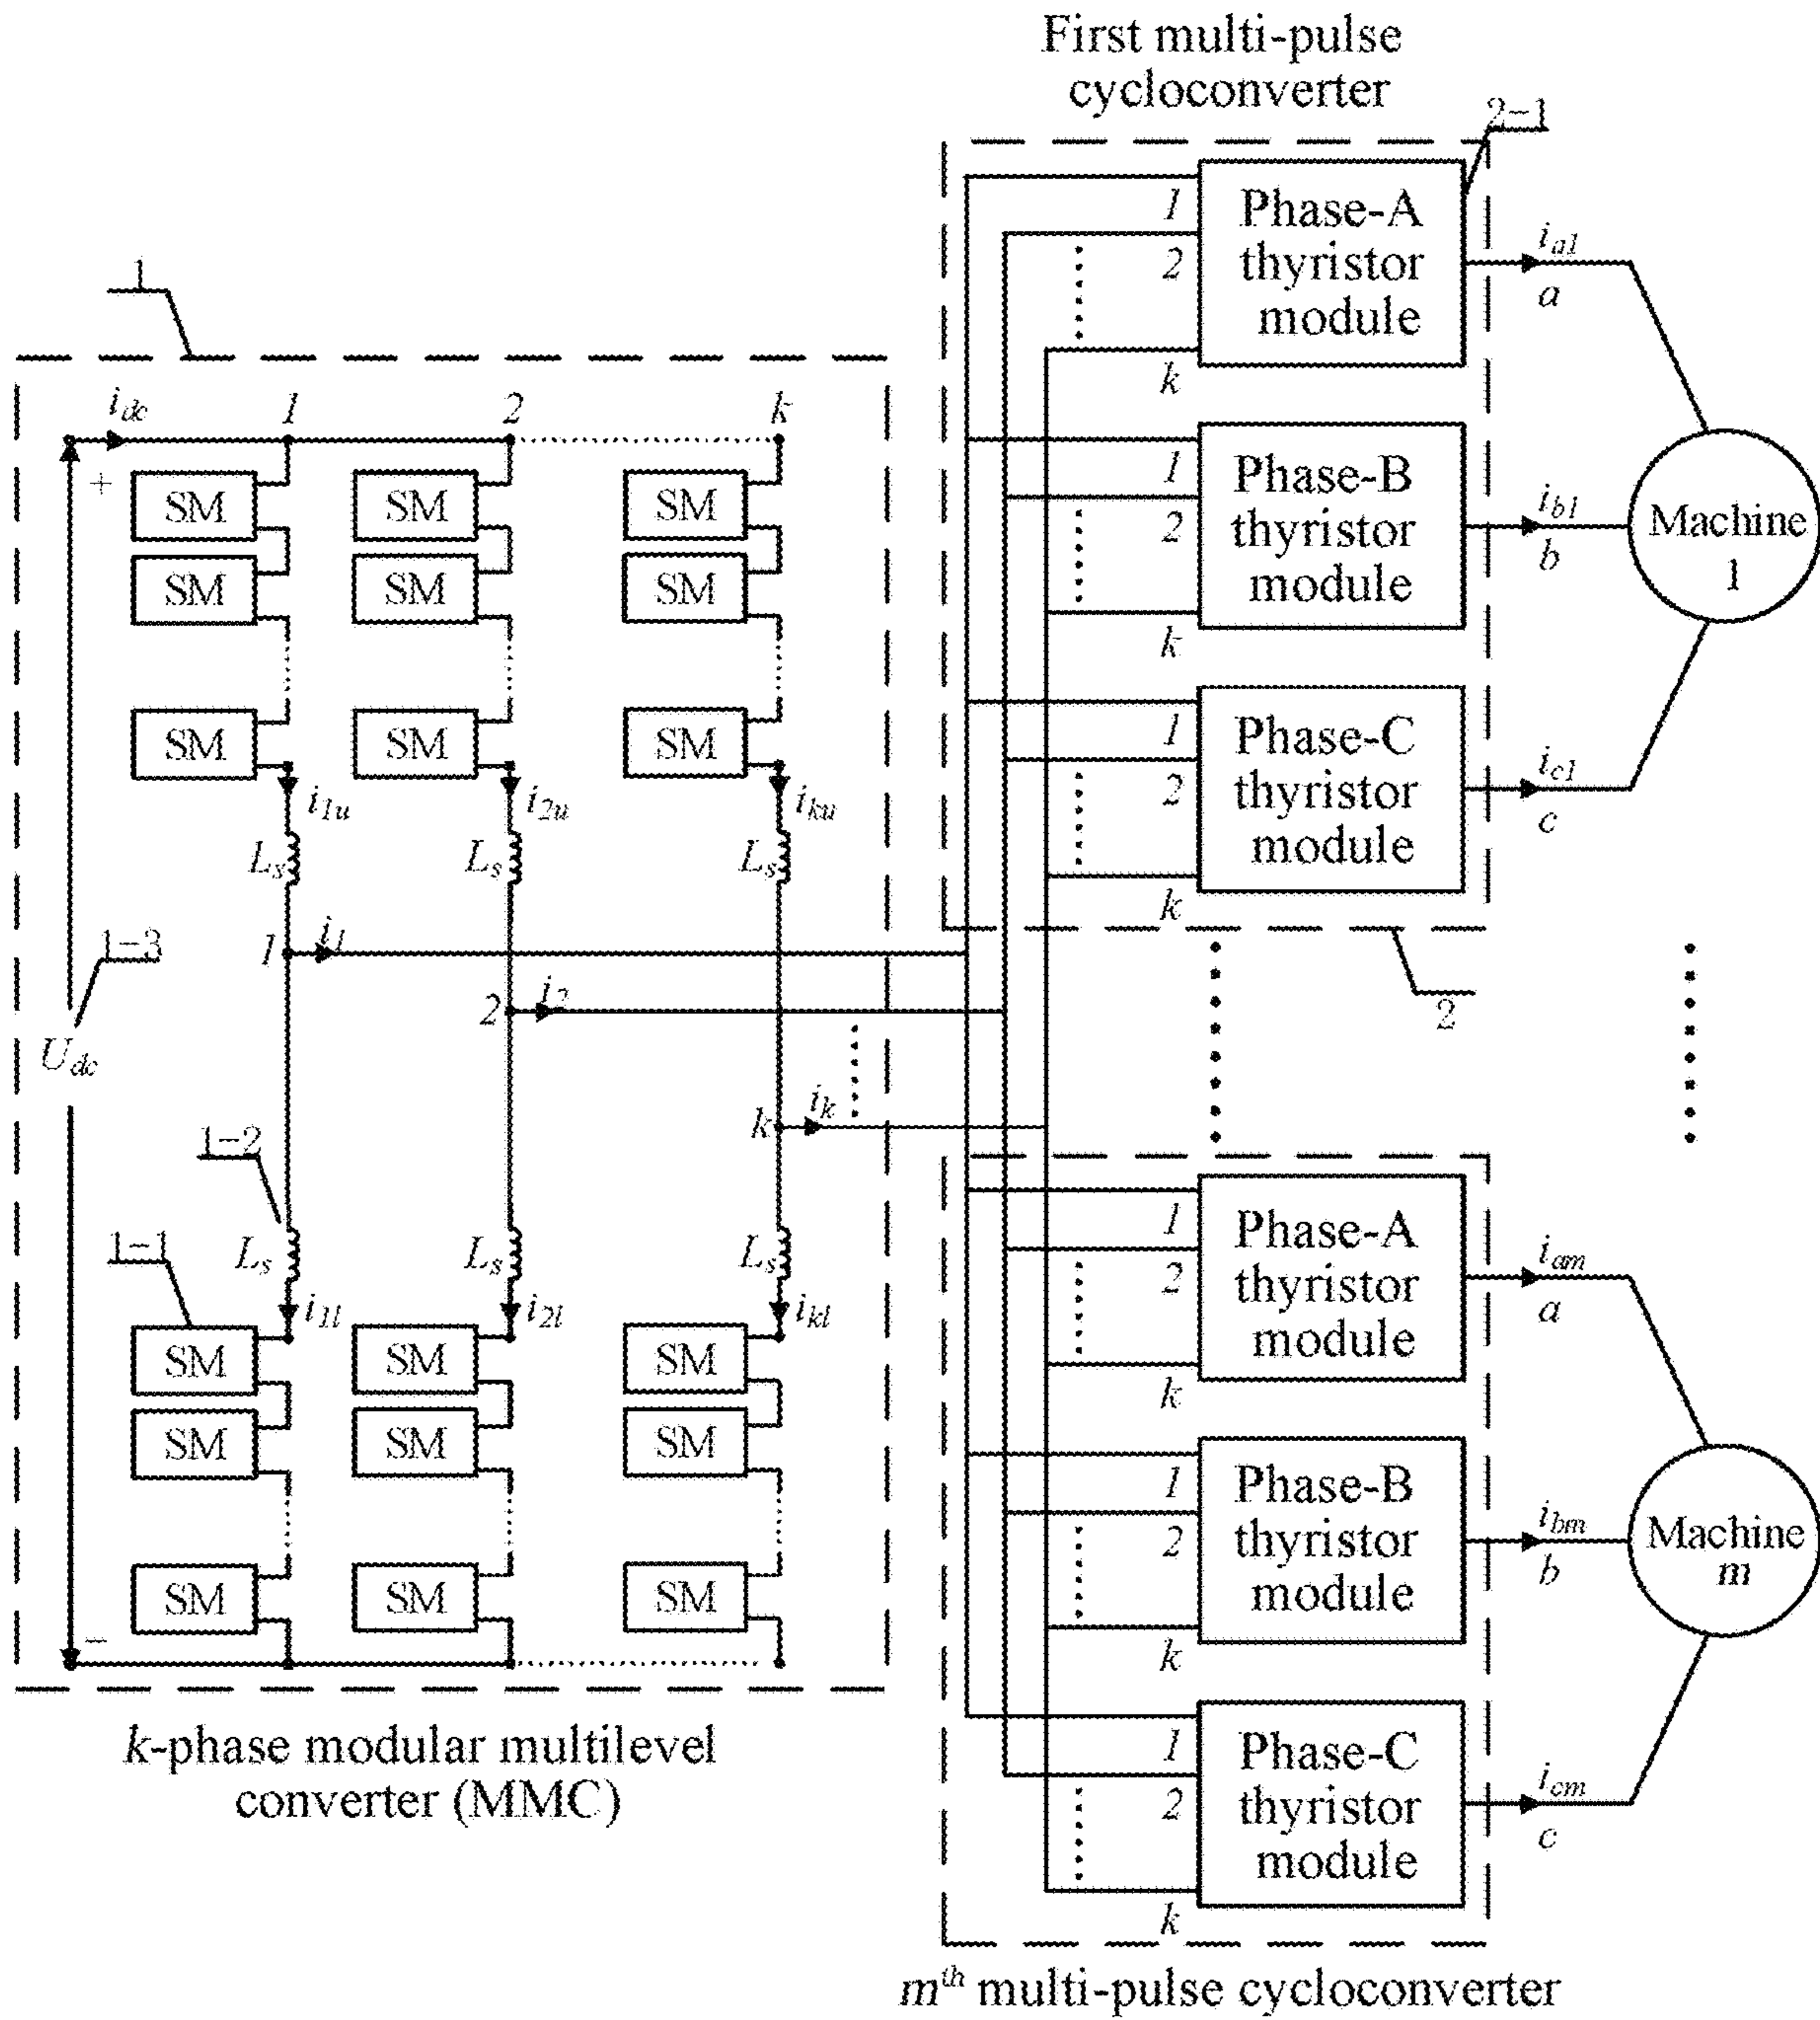 First multi-pulse
cycloconverter
2-1
1
Phase-A
thyristor
module
1
2
k
i_a1
a
i_dc
1
2
k
+
SM
SM
SM
SM
SM
SM
Phase-B
thyristor
module
1
2
k
i_b1
b
Machine
1
SM
SM
SM
i_1u
i_2u
i_ku
L_s
L_s
L_s
Phase-C
thyristor
module
1
2
k
i_c1
c
1-3
1
i_1
2
i_2
2
U_dc
k
i_k
1-2
1-1
L_s
L_s
L_s
i_1l
i_2l
i_kl
Phase-A
thyristor
module
1
2
k
i_am
a
SM
SM
SM
SM
SM
SM
Phase-B
thyristor
module
1
2
k
i_bm
b
Machine
m
SM
SM
SM
-
Phase-C
thyristor
module
1
2
k
i_cm
c
k-phase modular multilevel
converter (MMC)
m^th multi-pulse cycloconverter